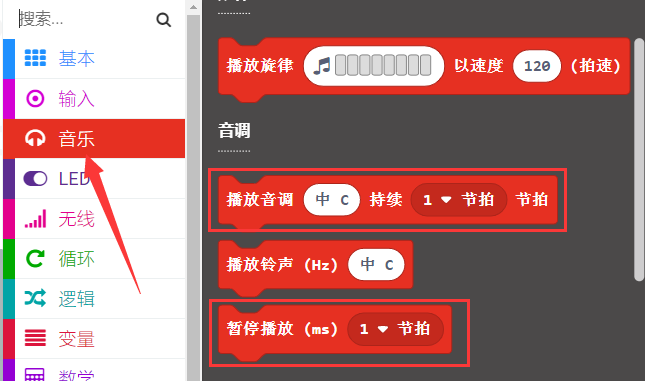 搜索...
基本
输入
音乐
LED
无线
循环
逻辑
变量
数学
播放旋律 以速度 120 (拍速)
音调
播放音调 中 C 持续 1 节拍 节拍
播放铃声 (Hz) 中 C
暂停播放 (ms) 1 节拍